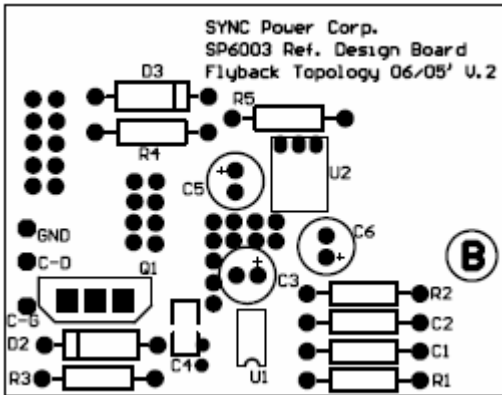 SYNC Power Corp.
SP6003 Ref. Design Board
Flyback Topology 06/05' V.2
D3
R5
R4
U2
C5
C6
GND
C-D
Q1
B
C3
R2
C-G
C2
D2
C1
C4
R3
U1
R1
+
+
+